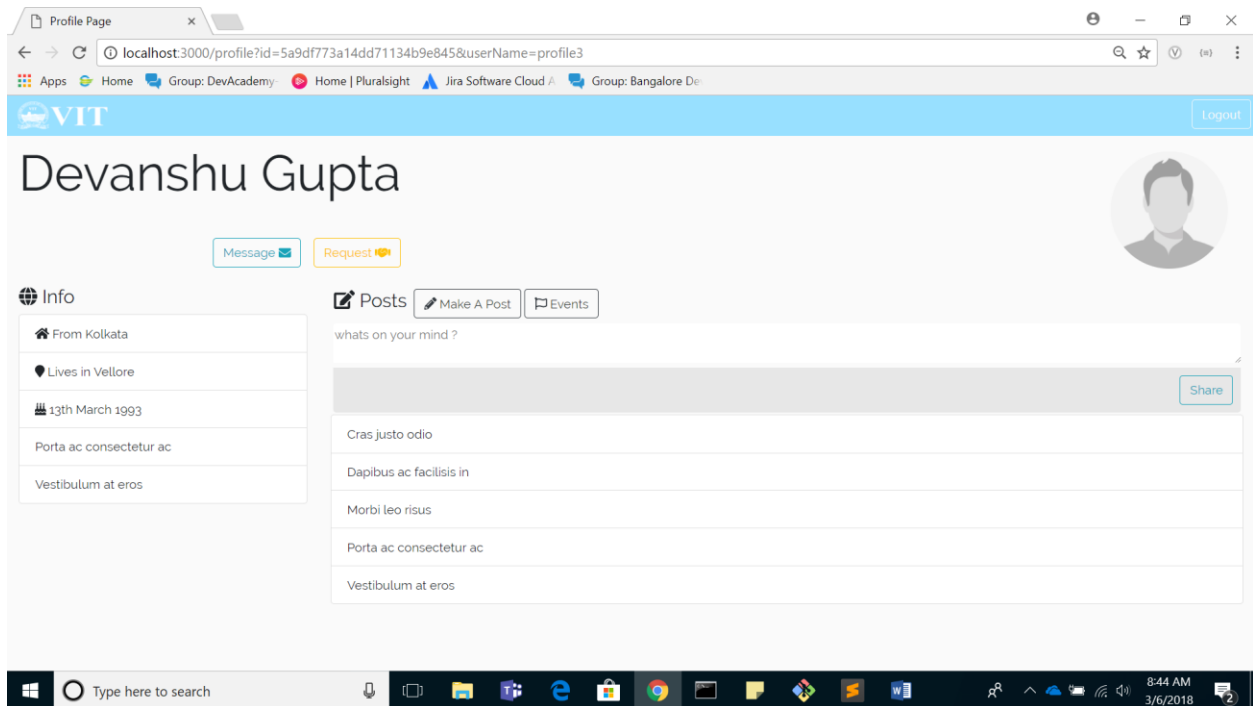 Profile Page
localhost:3000/profile?id=5a9df773a14dd71134b9e845&userName=profile3
Apps Home Group: DevAcademy- Home | Pluralsight Jira Software Cloud A Group: Bangalore De
VIT Logout
Devanshu Gupta
Message Request
Info
From Kolkata
Lives in Vellore
13th March 1993
Porta ac consectetur ac
Vestibulum at eros
Posts Make A Post Events
whats on your mind ?
Share
Cras justo odio
Dapibus ac facilisis in
Morbi leo risus
Porta ac consectetur ac
Vestibulum at eros
Type here to search
8:44 AM
3/6/2018
2